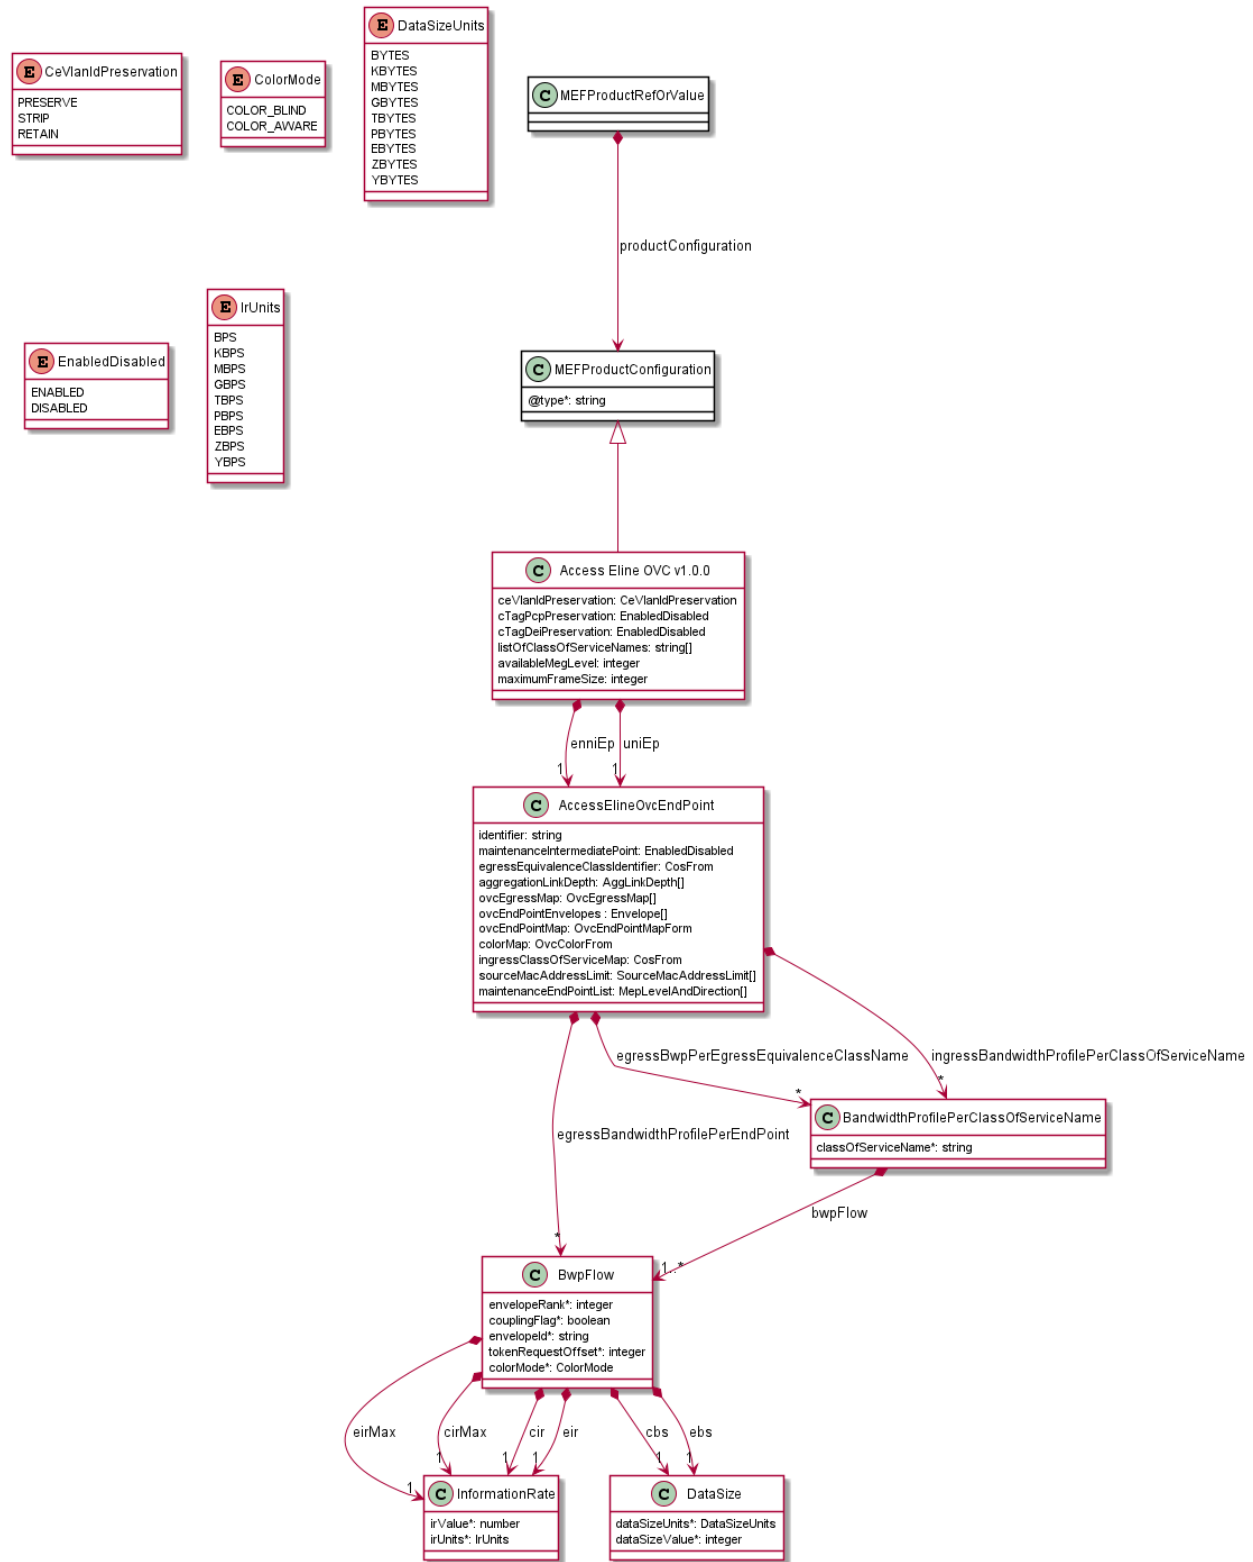 E CeVlanIdPreservation
PRESERVE
STRIP
RETAIN
E ColorMode
COLOR_BLIND
COLOR_AWARE
E DataSizeUnits
BYTES
KBYTES
MBYTES
GBYTES
TBYTES
PBYTES
EBYTES
ZBYTES
YBYTES
C MEFProductRefOrValue
productConfiguration
E EnabledDisabled
ENABLED
DISABLED
E IrUnits
BPS
KBPS
MBPS
GBPS
TBPS
PBPS
EBPS
ZBPS
YBPS
C MEFProductConfiguration
@type*: string
C Access Eline OVC v1.0.0
ceVlanIdPreservation: CeVlanIdPreservation
cTagPcpPreservation: EnabledDisabled
cTagDeiPreservation: EnabledDisabled
listOfClassOfServiceNames: string[]
availableMegLevel: integer
maximumFrameSize: integer
enniEp
uniEp
1
1
C AccessElineOvcEndPoint
identifier: string
maintenanceIntermediatePoint: EnabledDisabled
egressEquivalenceClassIdentifier: CosFrom
aggregationLinkDepth: AggLinkDepth[]
ovcEgressMap: OvcEgressMap[]
ovcEndPointEnvelopes : Envelope[]
ovcEndPointMap: OvcEndPointMapForm
colorMap: OvcColorFrom
ingressClassOfServiceMap: CosFrom
sourceMacAddressLimit: SourceMacAddressLimit[]
maintenanceEndPointList: MepLevelAndDirection[]
egressBwpPerEgressEquivalenceClassName
ingressBandwidthProfilePerClassOfServiceName
*
*
C BandwidthProfilePerClassOfServiceName
classOfServiceName*: string
egressBandwidthProfilePerEndPoint
bwpFlow
*
1..*
C BwpFlow
envelopeRank*: integer
couplingFlag*: boolean
envelopeId*: string
tokenRequestOffset*: integer
colorMode*: ColorMode
eirMax
cirMax
cir
eir
cbs
ebs
1
1
1
1
1
1
C InformationRate
irValue*: number
irUnits*: IrUnits
C DataSize
dataSizeUnits*: DataSizeUnits
dataSizeValue*: integer